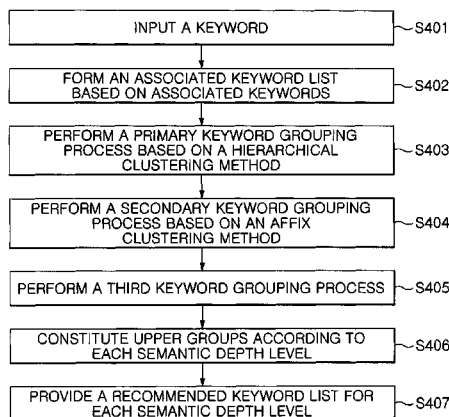 INPUT A KEYWORD
S401
FORM AN ASSOCIATED KEYWORD LIST
BASED ON ASSOCIATED KEYWORDS
S402
PERFORM A PRIMARY KEYWORD GROUPING
PROCESS BASED ON A HIERARCHICAL
CLUSTERING METHOD
S403
PERFORM A SECONDARY KEYWORD GROUPING
PROCESS BASED ON AN AFFIX
CLUSTERING METHOD
S404
PERFORM A THIRD KEYWORD GROUPING PROCESS
S405
CONSTITUTE UPPER GROUPS ACCORDING TO
EACH SEMANTIC DEPTH LEVEL
S406
PROVIDE A RECOMMENDED KEYWORD LIST FOR
EACH SEMANTIC DEPTH LEVEL
S407